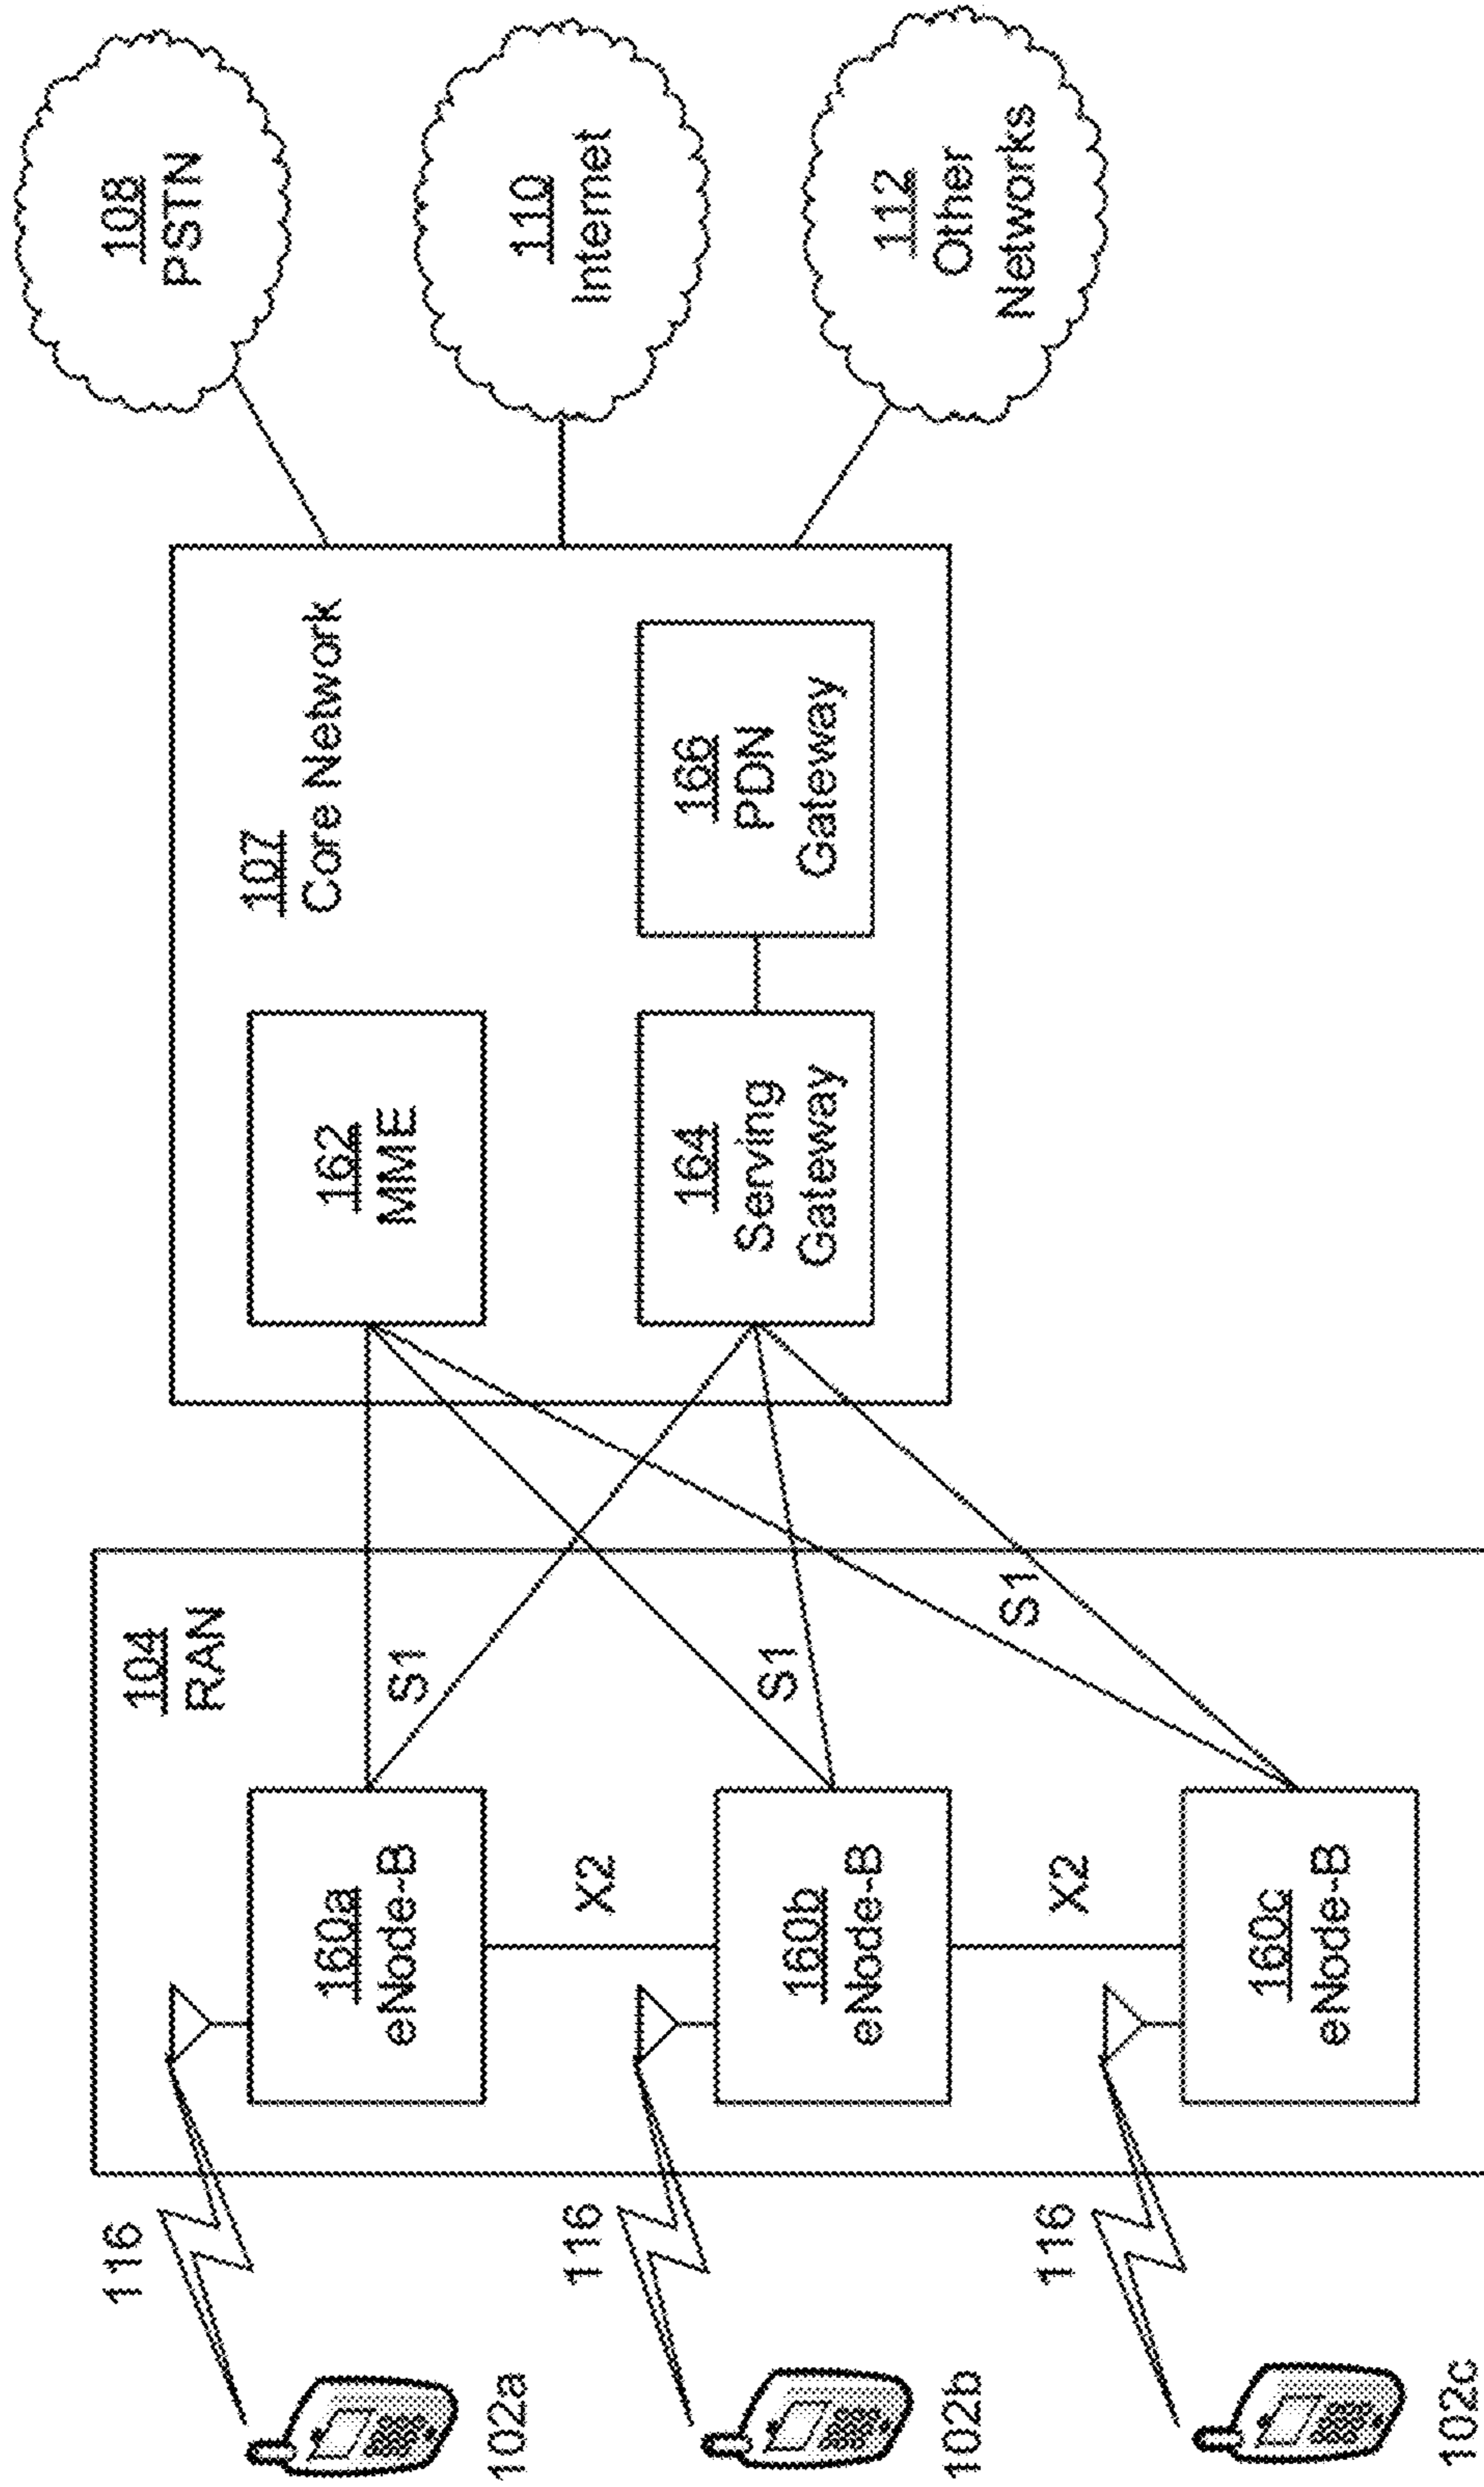 116
104
RAN
160a
eNode-B
S1
102a
X2
116
160b
eNode-B
S1
102b
X2
116
160c
eNode-B
S1
102c
107
Core Network
162
MME
164
Serving
Gateway
166
PDN
Gateway
108
PSTN
110
Internet
112
Other
Networks